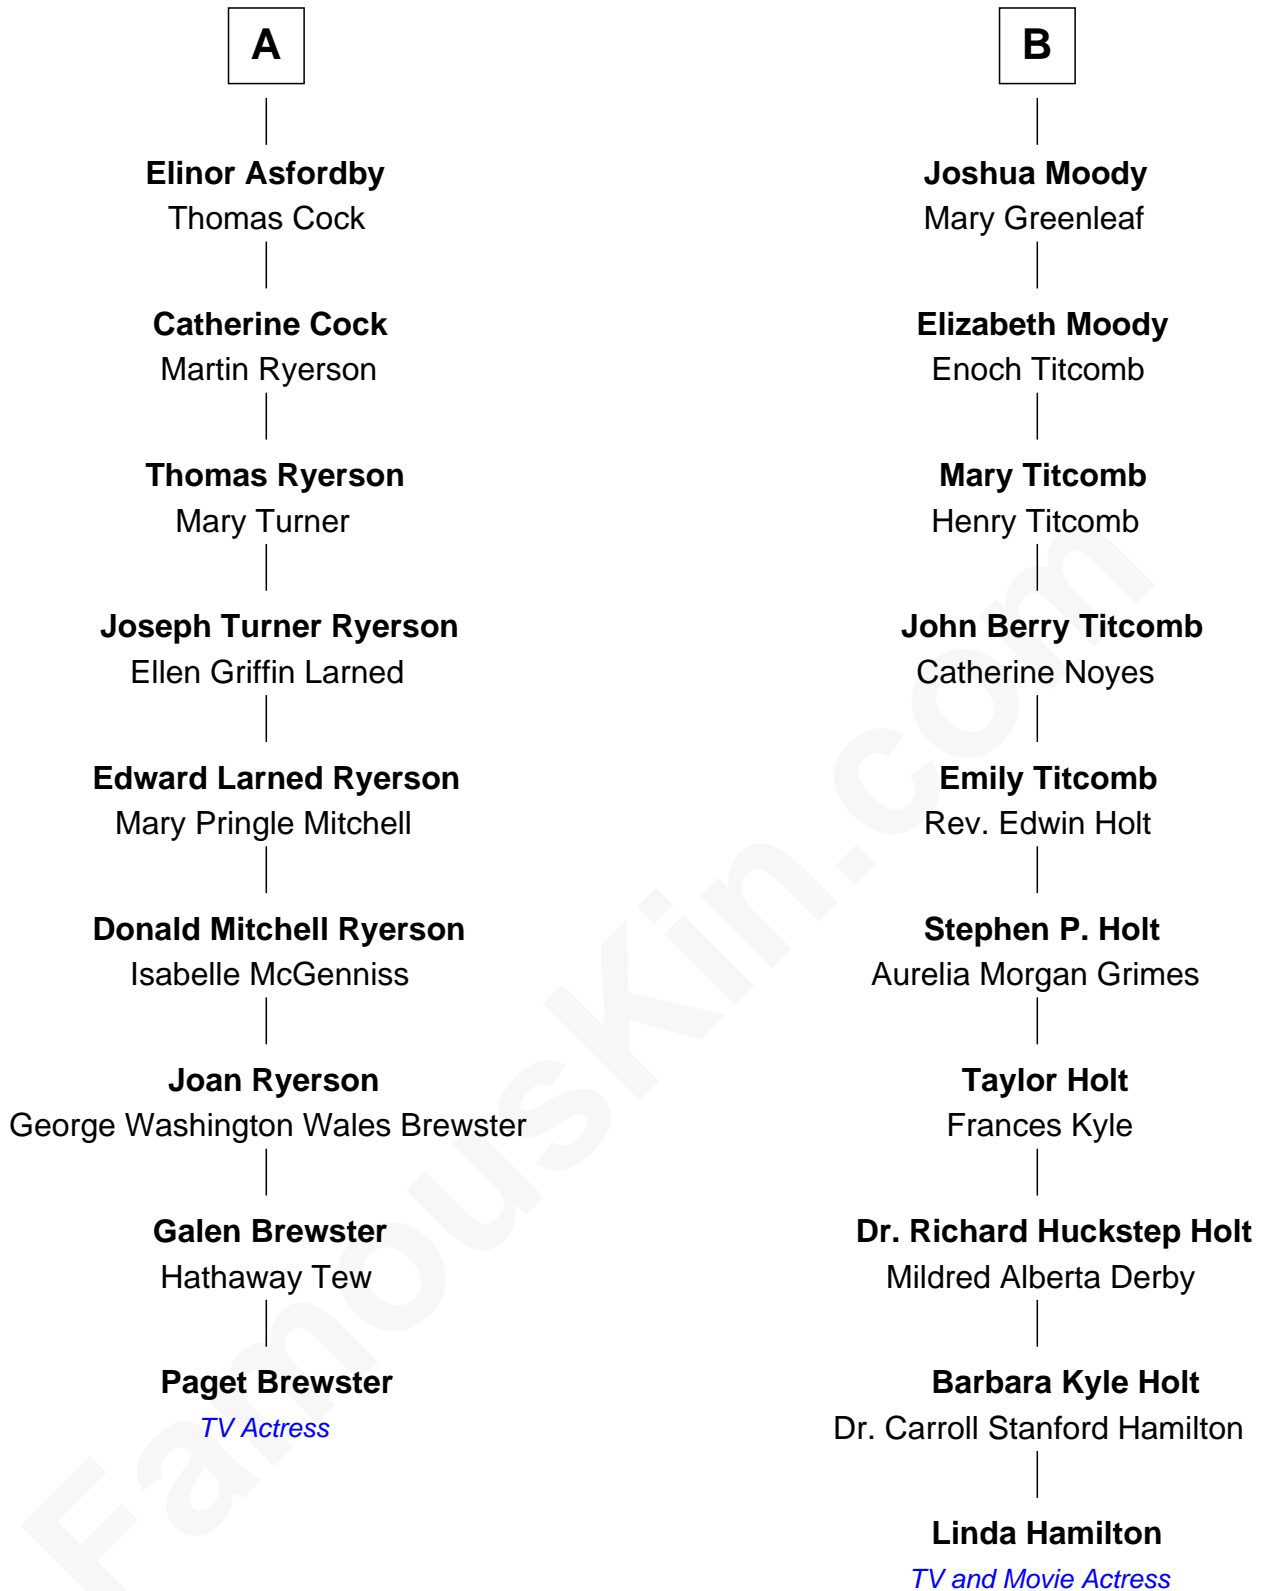 A
Elinor Asfordby
Thomas Cock
Catherine Cock
Martin Ryerson
Thomas Ryerson
Mary Turner
Joseph Turner Ryerson
Ellen Griffin Larned
Edward Larned Ryerson
Mary Pringle Mitchell
Donald Mitchell Ryerson
Isabelle McGenniss
Joan Ryerson
George Washington Wales Brewster
Galen Brewster
Hathaway Tew
Paget Brewster
TV Actress
B
Joshua Moody
Mary Greenleaf
Elizabeth Moody
Enoch Titcomb
Mary Titcomb
Henry Titcomb
John Berry Titcomb
Catherine Noyes
Emily Titcomb
Rev. Edwin Holt
Stephen P. Holt
Aurelia Morgan Grimes
Taylor Holt
Frances Kyle
Dr. Richard Huckstep Holt
Mildred Alberta Derby
Barbara Kyle Holt
Dr. Carroll Stanford Hamilton
Linda Hamilton
TV and Movie Actress
FamousKin.com